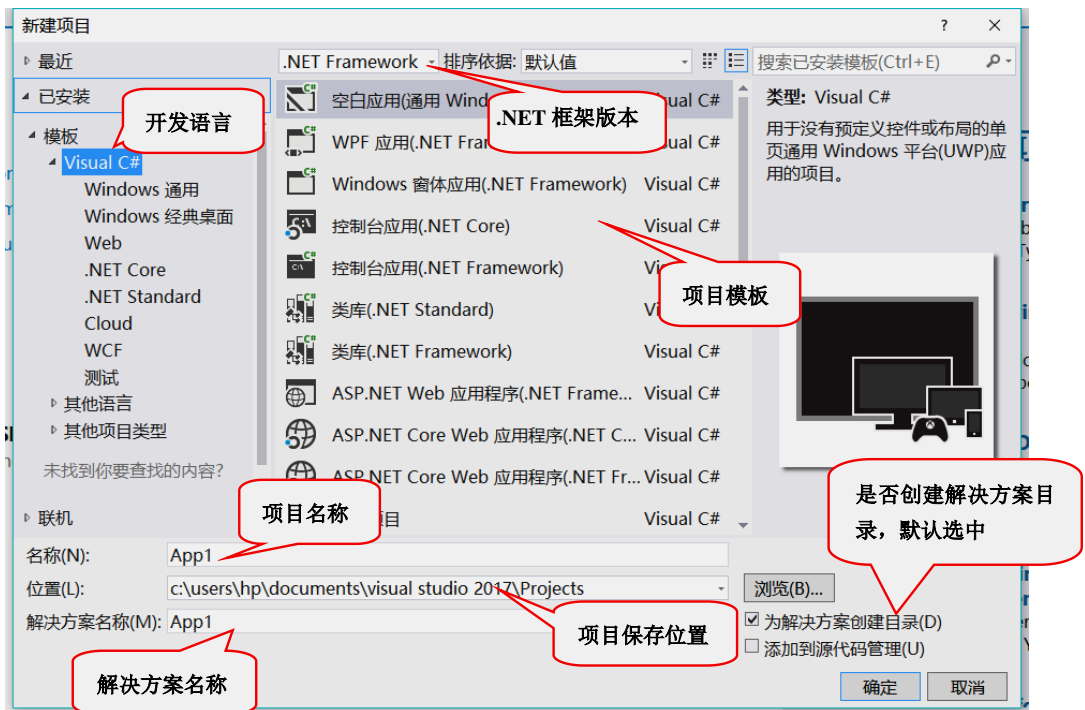 新建项目
? ×
最近
.NET Framework 排序依据: 默认值
搜索已安装模板(Ctrl+E)
已安装
模板
Visual C#
Windows 通用
Windows 经典桌面
Web
.NET Core
.NET Standard
Cloud
WCF
测试
其他语言
其他项目类型
未找到你要查找的内容?
联机
开发语言
空白应用(通用 Wind
ual C#
WPF 应用(.NET Fra
ual C#
Windows 窗体应用(.NET Framework) Visual C#
控制台应用(.NET Core) Visual C#
控制台应用(.NET Framework)
类库(.NET Standard)
类库(.NET Framework) Visual C#
ASP.NET Web 应用程序(.NET Frame... Visual C#
ASP.NET Core Web 应用程序(.NET C... Visual C#
ASP.NET Core Web 应用程序(.NET Fr... Visual C#
项目 Visual C#
.NET 框架版本
项目模板
类型: Visual C#
用于没有预定义控件或布局的单
页通用 Windows 平台(UWP)应
用的项目。
是否创建解决方案目
录，默认选中
项目名称
名称(N): App1
位置(L): c:\users\hp\documents\visual studio 2017\Projects
浏览(B)...
解决方案名称(M): App1
为解决方案创建目录(D)
添加到源代码管理(U)
项目保存位置
解决方案名称
确定 取消